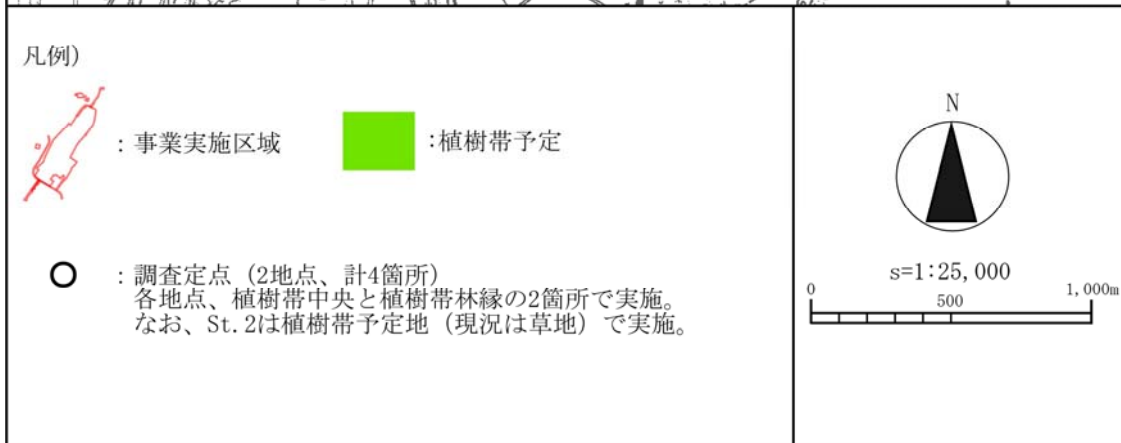 凡例)
：事業実施区域
：植樹帯予定
：調査定点（2地点、計4箇所）
各地点、植樹帯中央と植樹帯林縁の2箇所で実施。
なお、St.2は植樹帯予定地（現況は草地）で実施。
N
s=1:25,000
0 500 1,000m